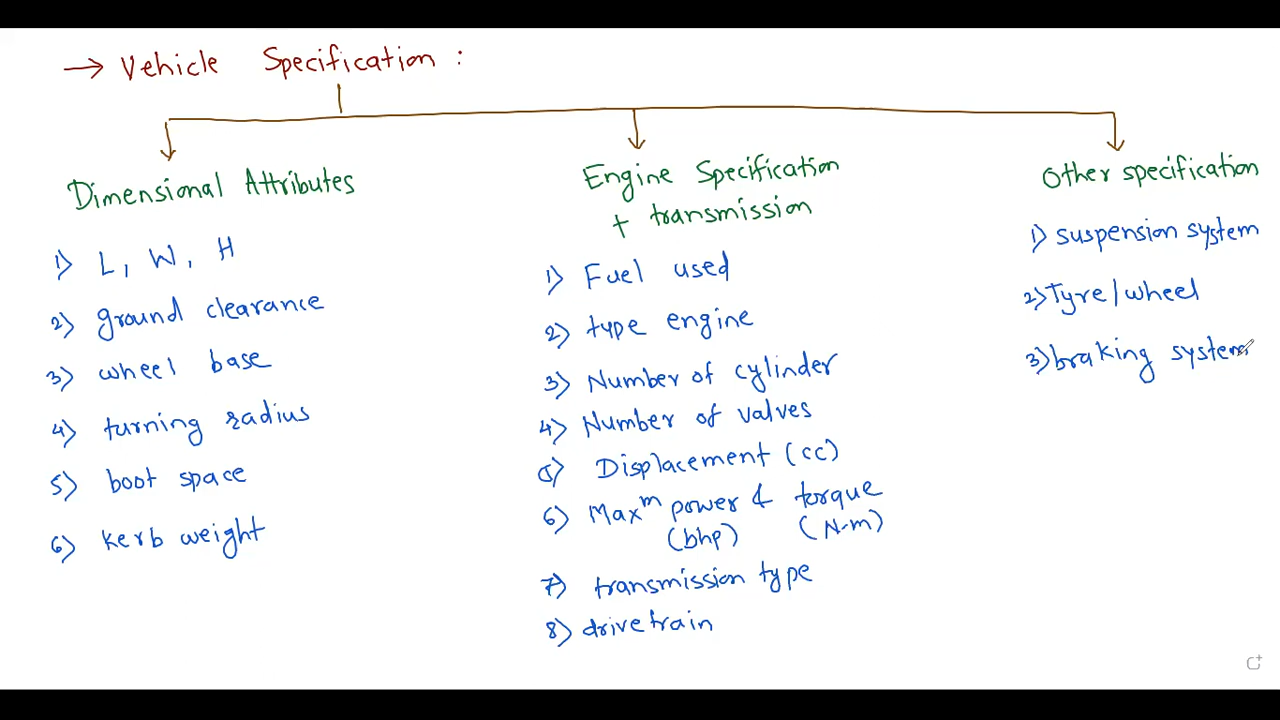 → Vehicle Specification :
Dimensional Attributes
1) L, W, H
2) ground clearance
3) wheel base
4) turning radius
5) boot space
6) kerb weight
Engine Specification
+ transmission
1) Fuel used
2) type engine
3) Number of cylinder
4) Number of valves
5) Displacement (cc)
6) Maxᵐ power & torque
(bhp) (N-m)
7) transmission type
8) drivetrain
Other specification
1) suspension system
2) Tyre/wheel
3) braking system